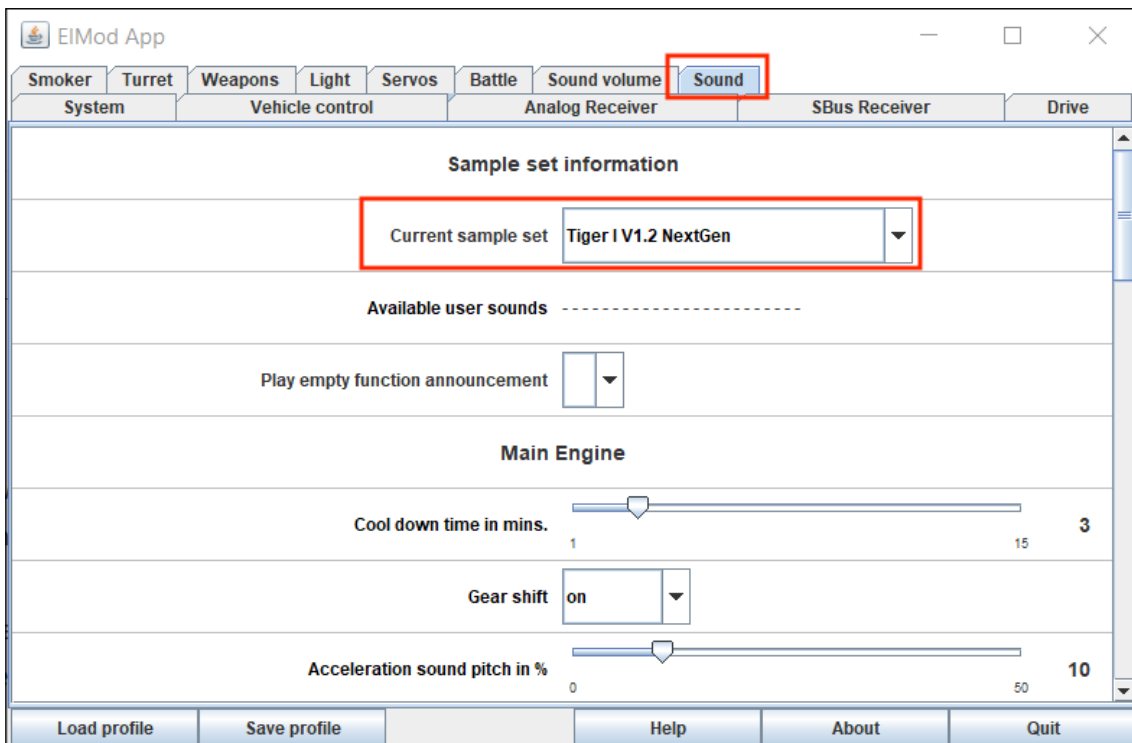 ElMod App
Smoker Turret Weapons Light Servos Battle Sound volume Sound
System Vehicle control Analog Receiver SBus Receiver Drive
Sample set information
Current sample set Tiger I V1.2 NextGen
Available user sounds - - - - - - - - - - - - - - - - - - - - - - - -
Play empty function announcement
Main Engine
Cool down time in mins. 3
1 15
Gear shift on
Acceleration sound pitch in % 10
0 50
Load profile Save profile Help About Quit